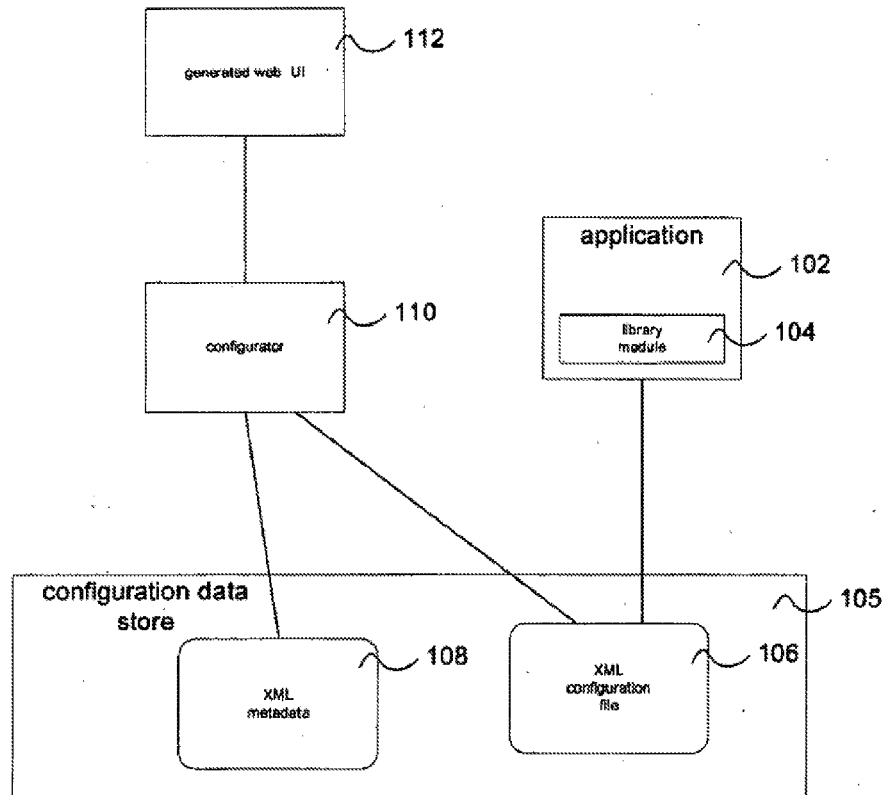 112
generated web UI
application
102
110
configurator
library
module
104
configuration data
store
105
108
106
XML
metadata
XML
configuration
file